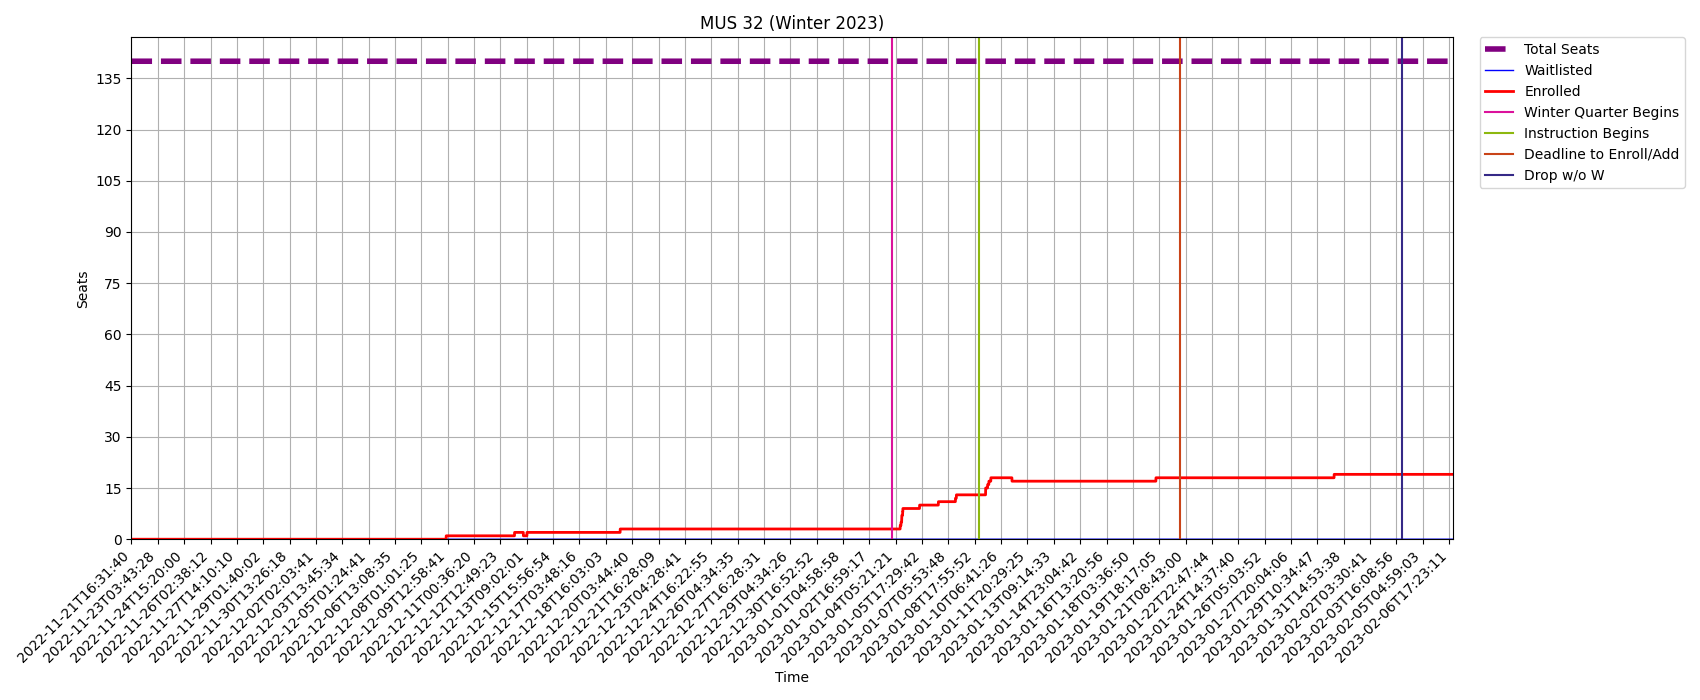 MUS 32 (Winter 2023)
Total Seats
Waitlisted
Enrolled
Winter Quarter Begins
Instruction Begins
Deadline to Enroll/Add
Drop w/o W
Seats
135
120
105
90
75
60
45
30
15
0
2022-11-21T16:31:40
2022-11-23T03:43:28
2022-11-24T15:20:00
2022-11-26T02:38:12
2022-11-27T14:10:10
2022-11-29T01:40:02
2022-11-30T13:26:18
2022-12-02T02:03:41
2022-12-03T13:45:34
2022-12-05T01:24:41
2022-12-06T13:08:35
2022-12-08T01:01:25
2022-12-09T12:58:41
2022-12-11T00:36:20
2022-12-12T12:49:23
2022-12-13T09:02:01
2022-12-15T15:56:54
2022-12-17T03:48:16
2022-12-18T16:03:03
2022-12-20T03:44:40
2022-12-21T16:28:09
2022-12-23T04:28:41
2022-12-24T16:22:55
2022-12-26T04:34:35
2022-12-27T16:28:31
2022-12-29T04:34:26
2022-12-30T16:52:52
2023-01-01T04:58:58
2023-01-02T16:59:17
2023-01-04T05:21:21
2023-01-05T17:29:42
2023-01-07T05:53:48
2023-01-08T17:55:52
2023-01-10T06:41:26
2023-01-11T20:29:25
2023-01-13T09:14:33
2023-01-14T23:04:42
2023-01-16T13:20:56
2023-01-18T03:36:50
2023-01-19T18:17:05
2023-01-21T08:43:00
2023-01-22T22:47:44
2023-01-24T14:37:40
2023-01-26T05:03:52
2023-01-27T20:04:06
2023-01-29T10:34:47
2023-01-31T14:53:38
2023-02-02T03:30:41
2023-02-03T16:08:56
2023-02-05T04:59:03
2023-02-06T17:23:11
Time